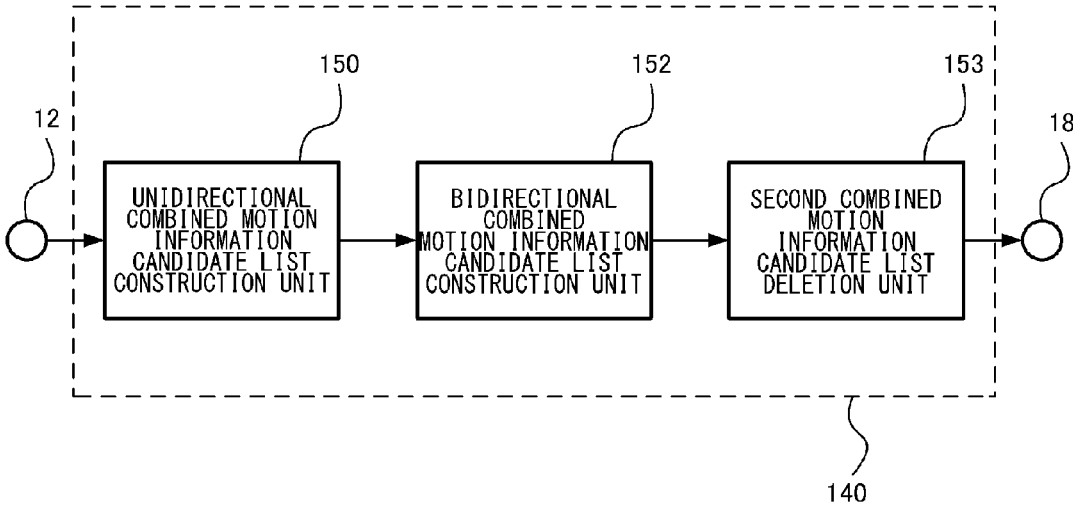 150
152
153
12
18
UNIDIRECTIONAL
COMBINED MOTION
INFORMATION
CANDIDATE LIST
CONSTRUCTION UNIT
BIDIRECTIONAL
COMBINED
MOTION INFORMATION
CANDIDATE LIST
CONSTRUCTION UNIT
SECOND COMBINED
MOTION
INFORMATION
CANDIDATE LIST
DELETION UNIT
140